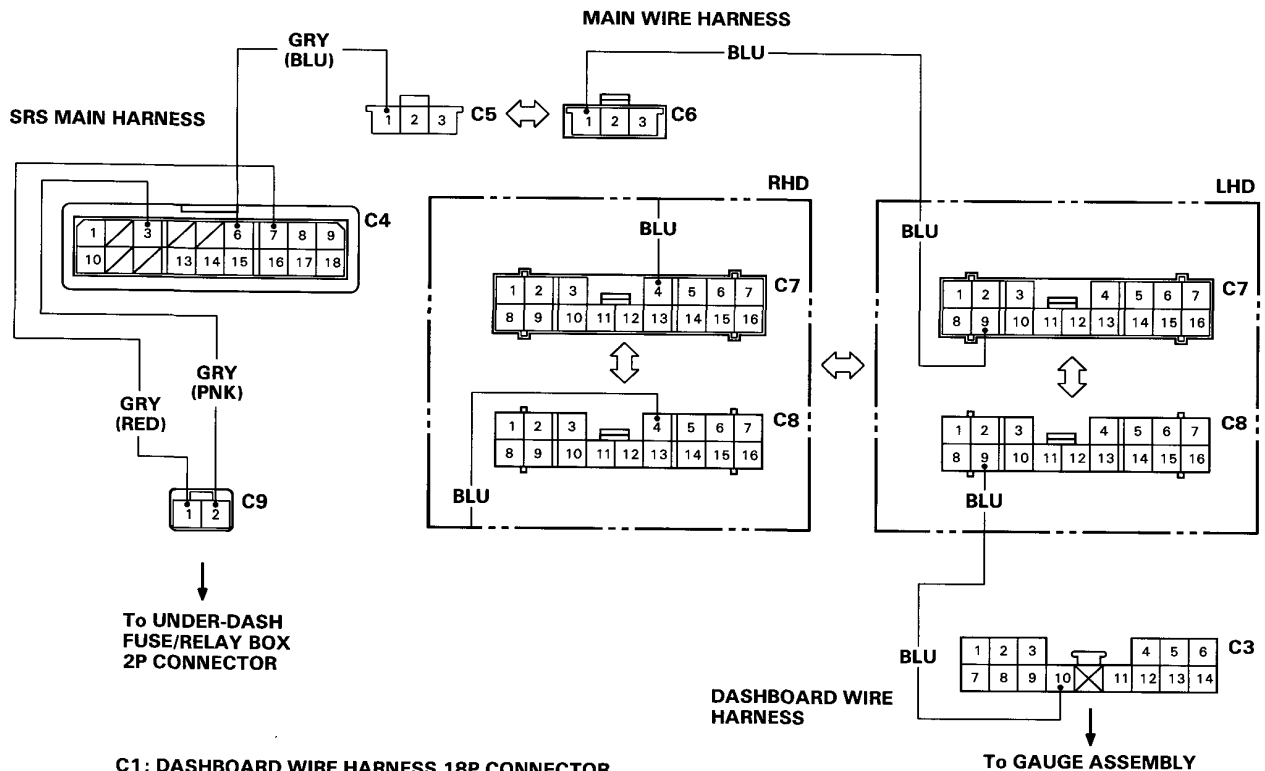 MAIN WIRE HARNESS
GRY
(BLU)
BLU
SRS MAIN HARNESS
1 2 3 C5
1 2 3 C6
RHD
LHD
C4
1 3 6 7 8 9
10 13 14 15 16 17 18
BLU
BLU
1 2 3 4 5 6 7 C7
8 9 10 11 12 13 14 15 16
1 2 3 4 5 6 7 C7
8 9 10 11 12 13 14 15 16
GRY
(PNK)
GRY
(RED)
1 2 3 4 5 6 7 C8
8 9 10 11 12 13 14 15 16
1 2 3 4 5 6 7 C8
8 9 10 11 12 13 14 15 16
BLU
BLU
C9
1 2
To UNDER-DASH
FUSE/RELAY BOX
2P CONNECTOR
BLU
1 2 3 4 5 6 C3
7 8 9 10 11 12 13 14
DASHBOARD WIRE
HARNESS
To GAUGE ASSEMBLY
C1: DASHBOARD WIRE HARNESS 18P CONNECTOR